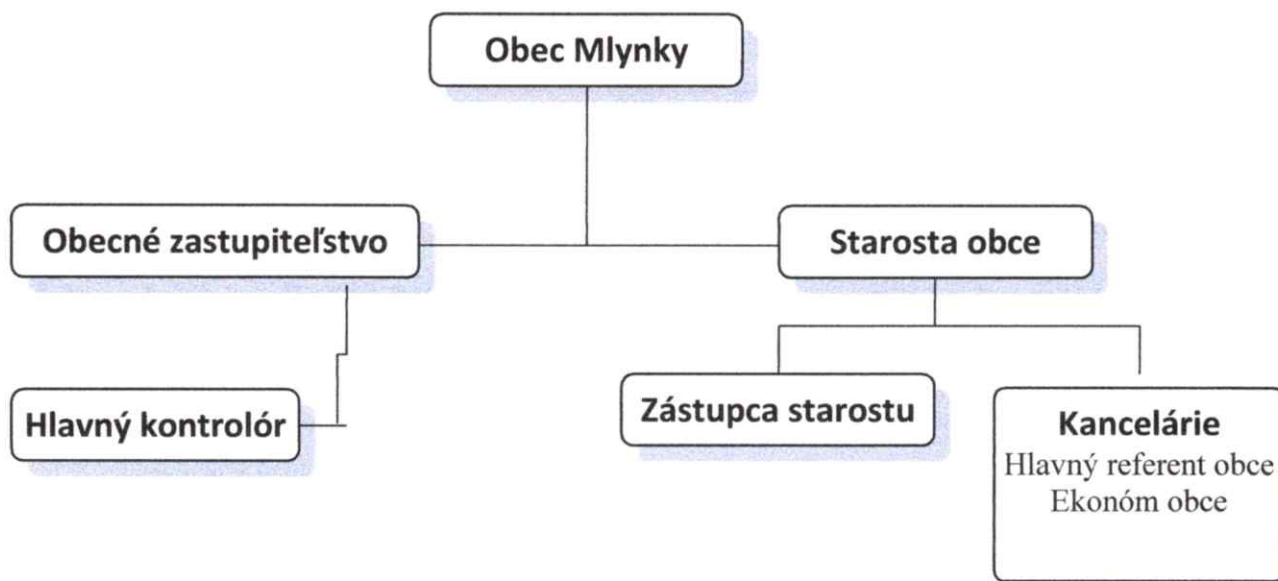 Obec Mlynky
Obecné zastupiteľstvo
Starosta obce
Hlavný kontrolór
Zástupca starostu
Kancelárie
Hlavný referent obce
Ekonóm obce